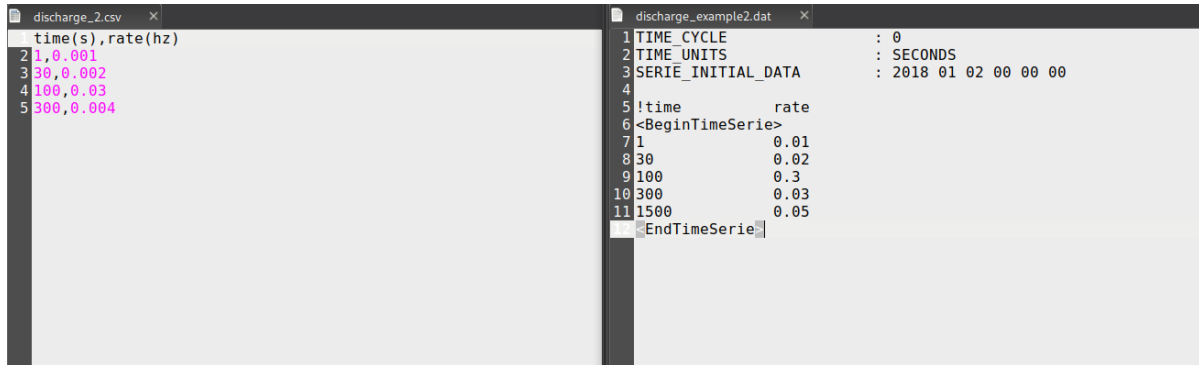 discharge_2.csv ×
1 time(s),rate(hz)
2 1,0.001
3 30,0.002
4 100,0.03
5 300,0.004
discharge_example2.dat ×
1 TIME_CYCLE : 0
2 TIME_UNITS : SECONDS
3 SERIE_INITIAL_DATA : 2018 01 02 00 00 00
4
5 !time rate
6 <BeginTimeSerie>
7 1 0.01
8 30 0.02
9 100 0.3
10 300 0.03
11 1500 0.05
12 <EndTimeSerie>